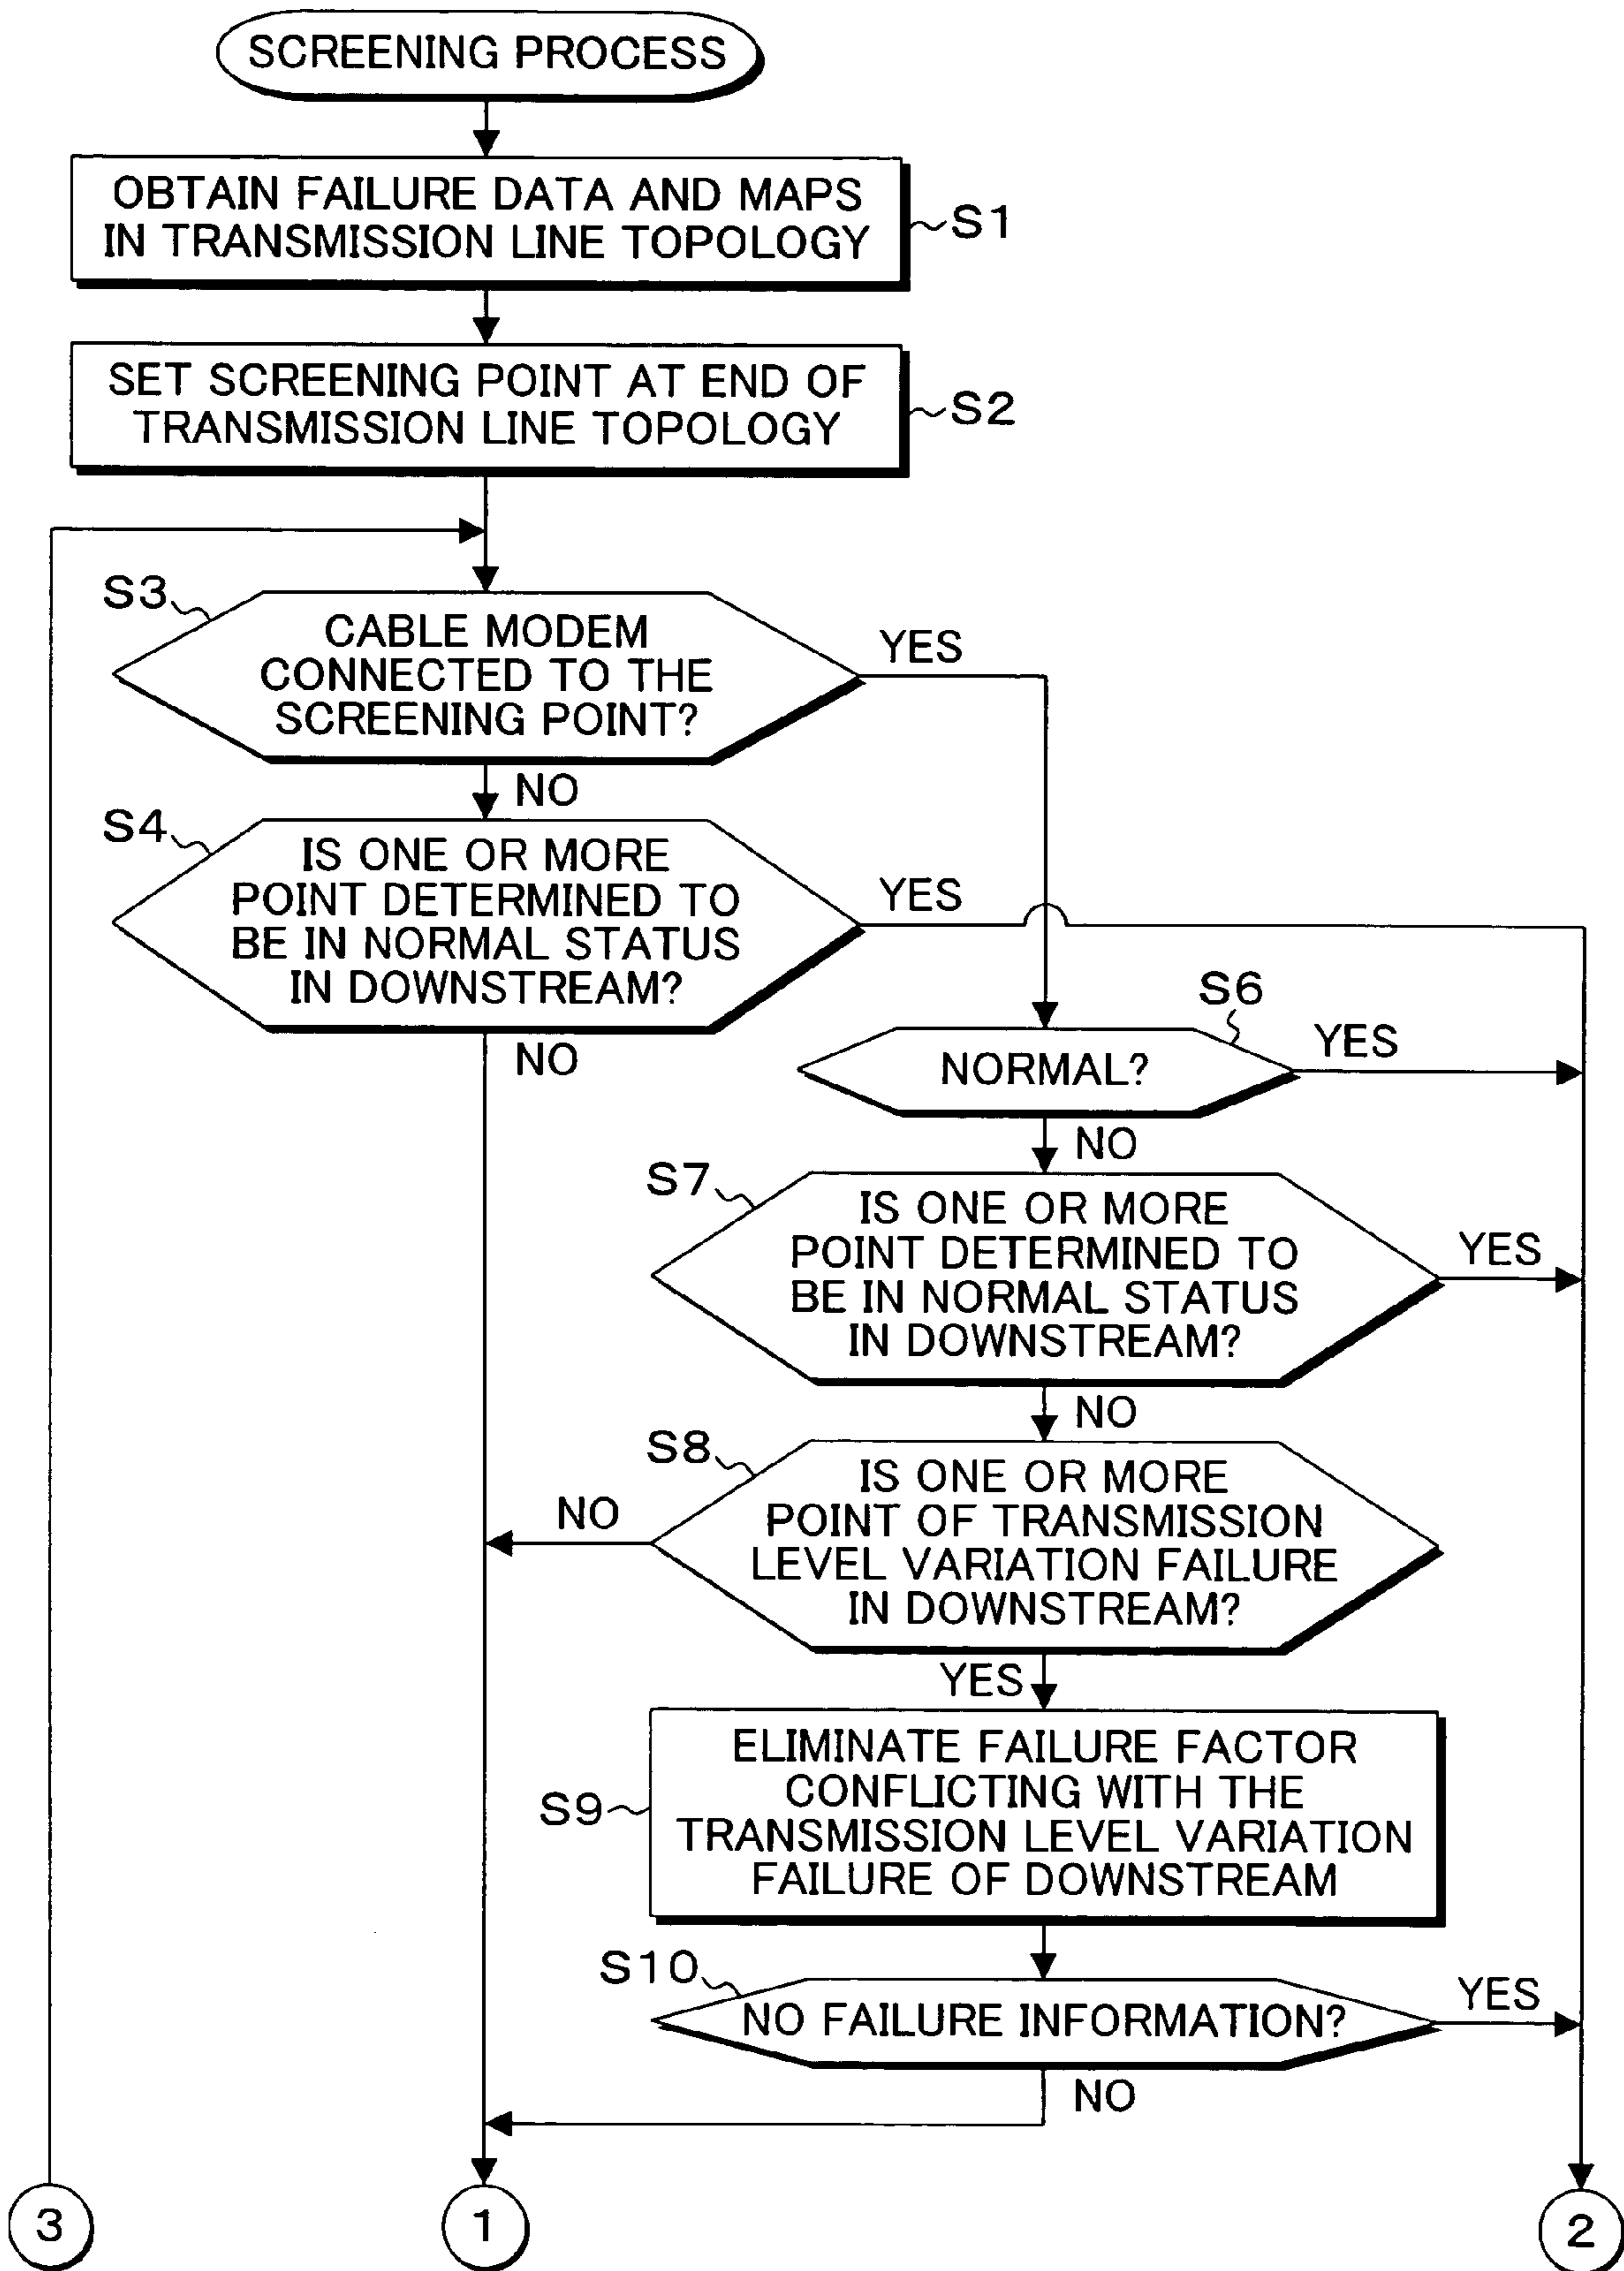 SCREENING PROCESS
OBTAIN FAILURE DATA AND MAPS
IN TRANSMISSION LINE TOPOLOGY
S1
SET SCREENING POINT AT END OF
TRANSMISSION LINE TOPOLOGY
S2
S3
CABLE MODEM
CONNECTED TO THE
SCREENING POINT?
YES
NO
S4
IS ONE OR MORE
POINT DETERMINED TO
BE IN NORMAL STATUS
IN DOWNSTREAM?
YES
NO
S6
NORMAL?
YES
NO
S7
IS ONE OR MORE
POINT DETERMINED TO
BE IN NORMAL STATUS
IN DOWNSTREAM?
YES
NO
S8
IS ONE OR MORE
POINT OF TRANSMISSION
LEVEL VARIATION FAILURE
IN DOWNSTREAM?
NO
YES
S9
ELIMINATE FAILURE FACTOR
CONFLICTING WITH THE
TRANSMISSION LEVEL VARIATION
FAILURE OF DOWNSTREAM
S10
NO FAILURE INFORMATION?
YES
NO
3
1
2